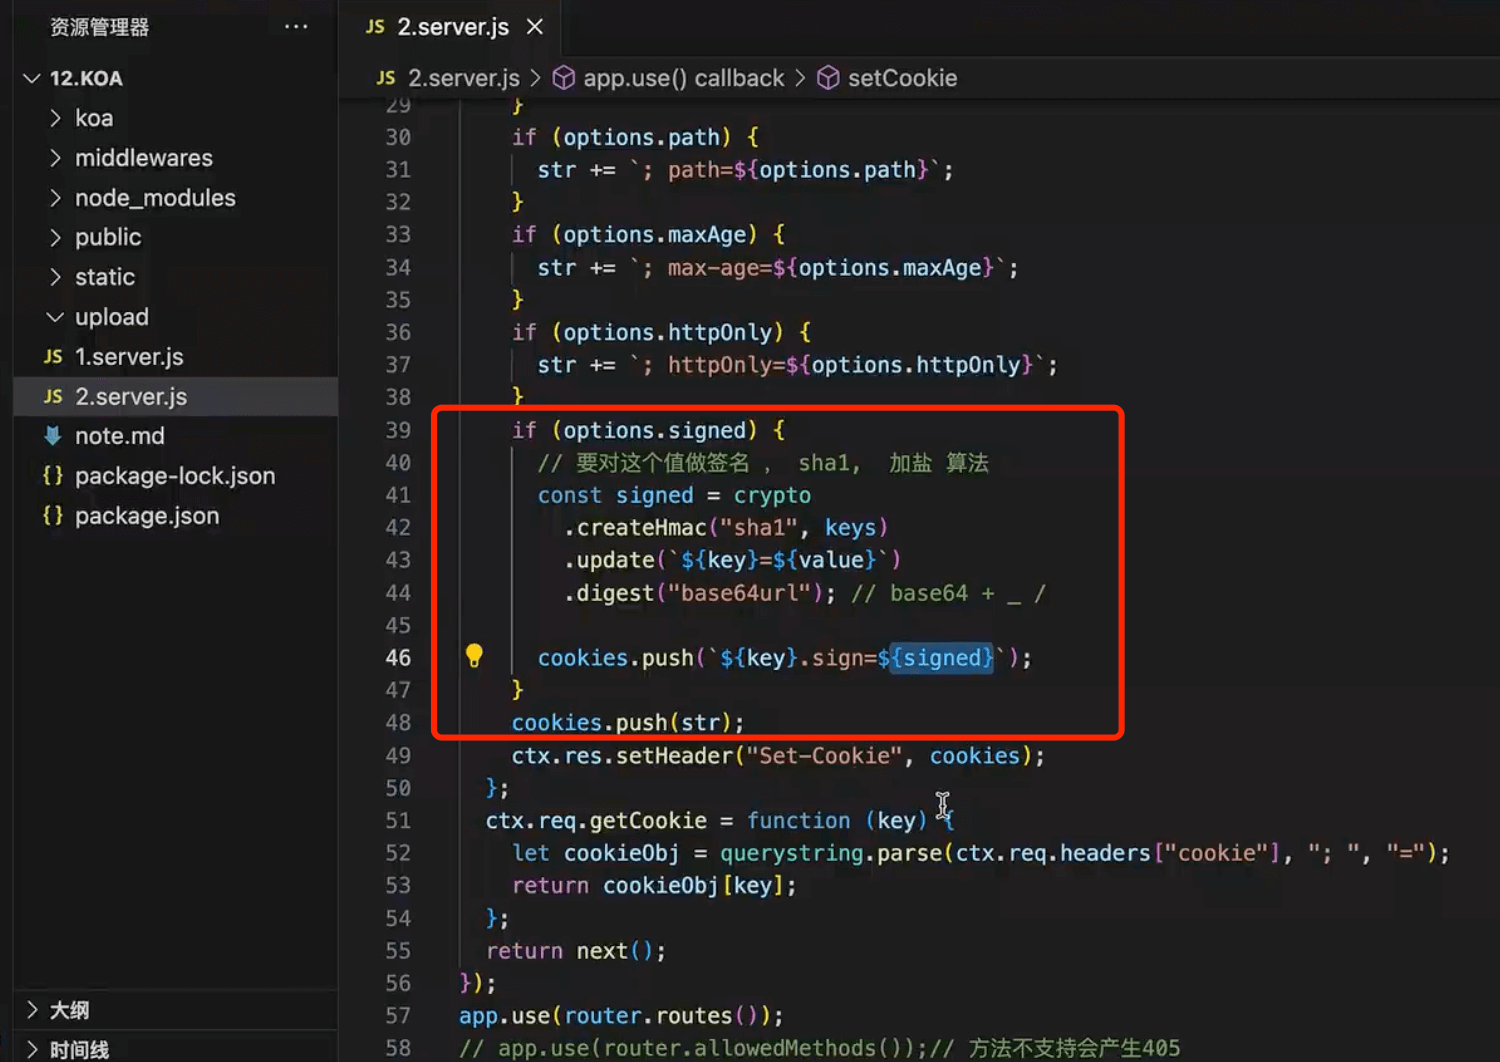 资源管理器
12.KOA
koa
middlewares
node_modules
public
static
upload
JS 1.server.js
JS 2.server.js
note.md
{} package-lock.json
{} package.json
大纲
时间线
JS 2.server.js
JS 2.server.js > app.use() callback > setCookie
29 }
30 if (options.path) {
31 str += `; path=${options.path}`;
32 }
33 if (options.maxAge) {
34 str += `; max-age=${options.maxAge}`;
35 }
36 if (options.httpOnly) {
37 str += `; httpOnly=${options.httpOnly}`;
38 }
39 if (options.signed) {
40 // 要对这个值做签名 , sha1, 加盐 算法
41 const signed = crypto
42 .createHmac("sha1", keys)
43 .update(`${key}=${value}`)
44 .digest("base64url"); // base64 + _ /
45
46 cookies.push(`${key}.sign=${signed}`);
47 }
48 cookies.push(str);
49 ctx.res.setHeader("Set-Cookie", cookies);
50 };
51 ctx.req.getCookie = function (key) {
52 let cookieObj = querystring.parse(ctx.req.headers["cookie"], "; ", "=");
53 return cookieObj[key];
54 };
55 return next();
56 });
57 app.use(router.routes());
58 // app.use(router.allowedMethods());// 方法不支持会产生405